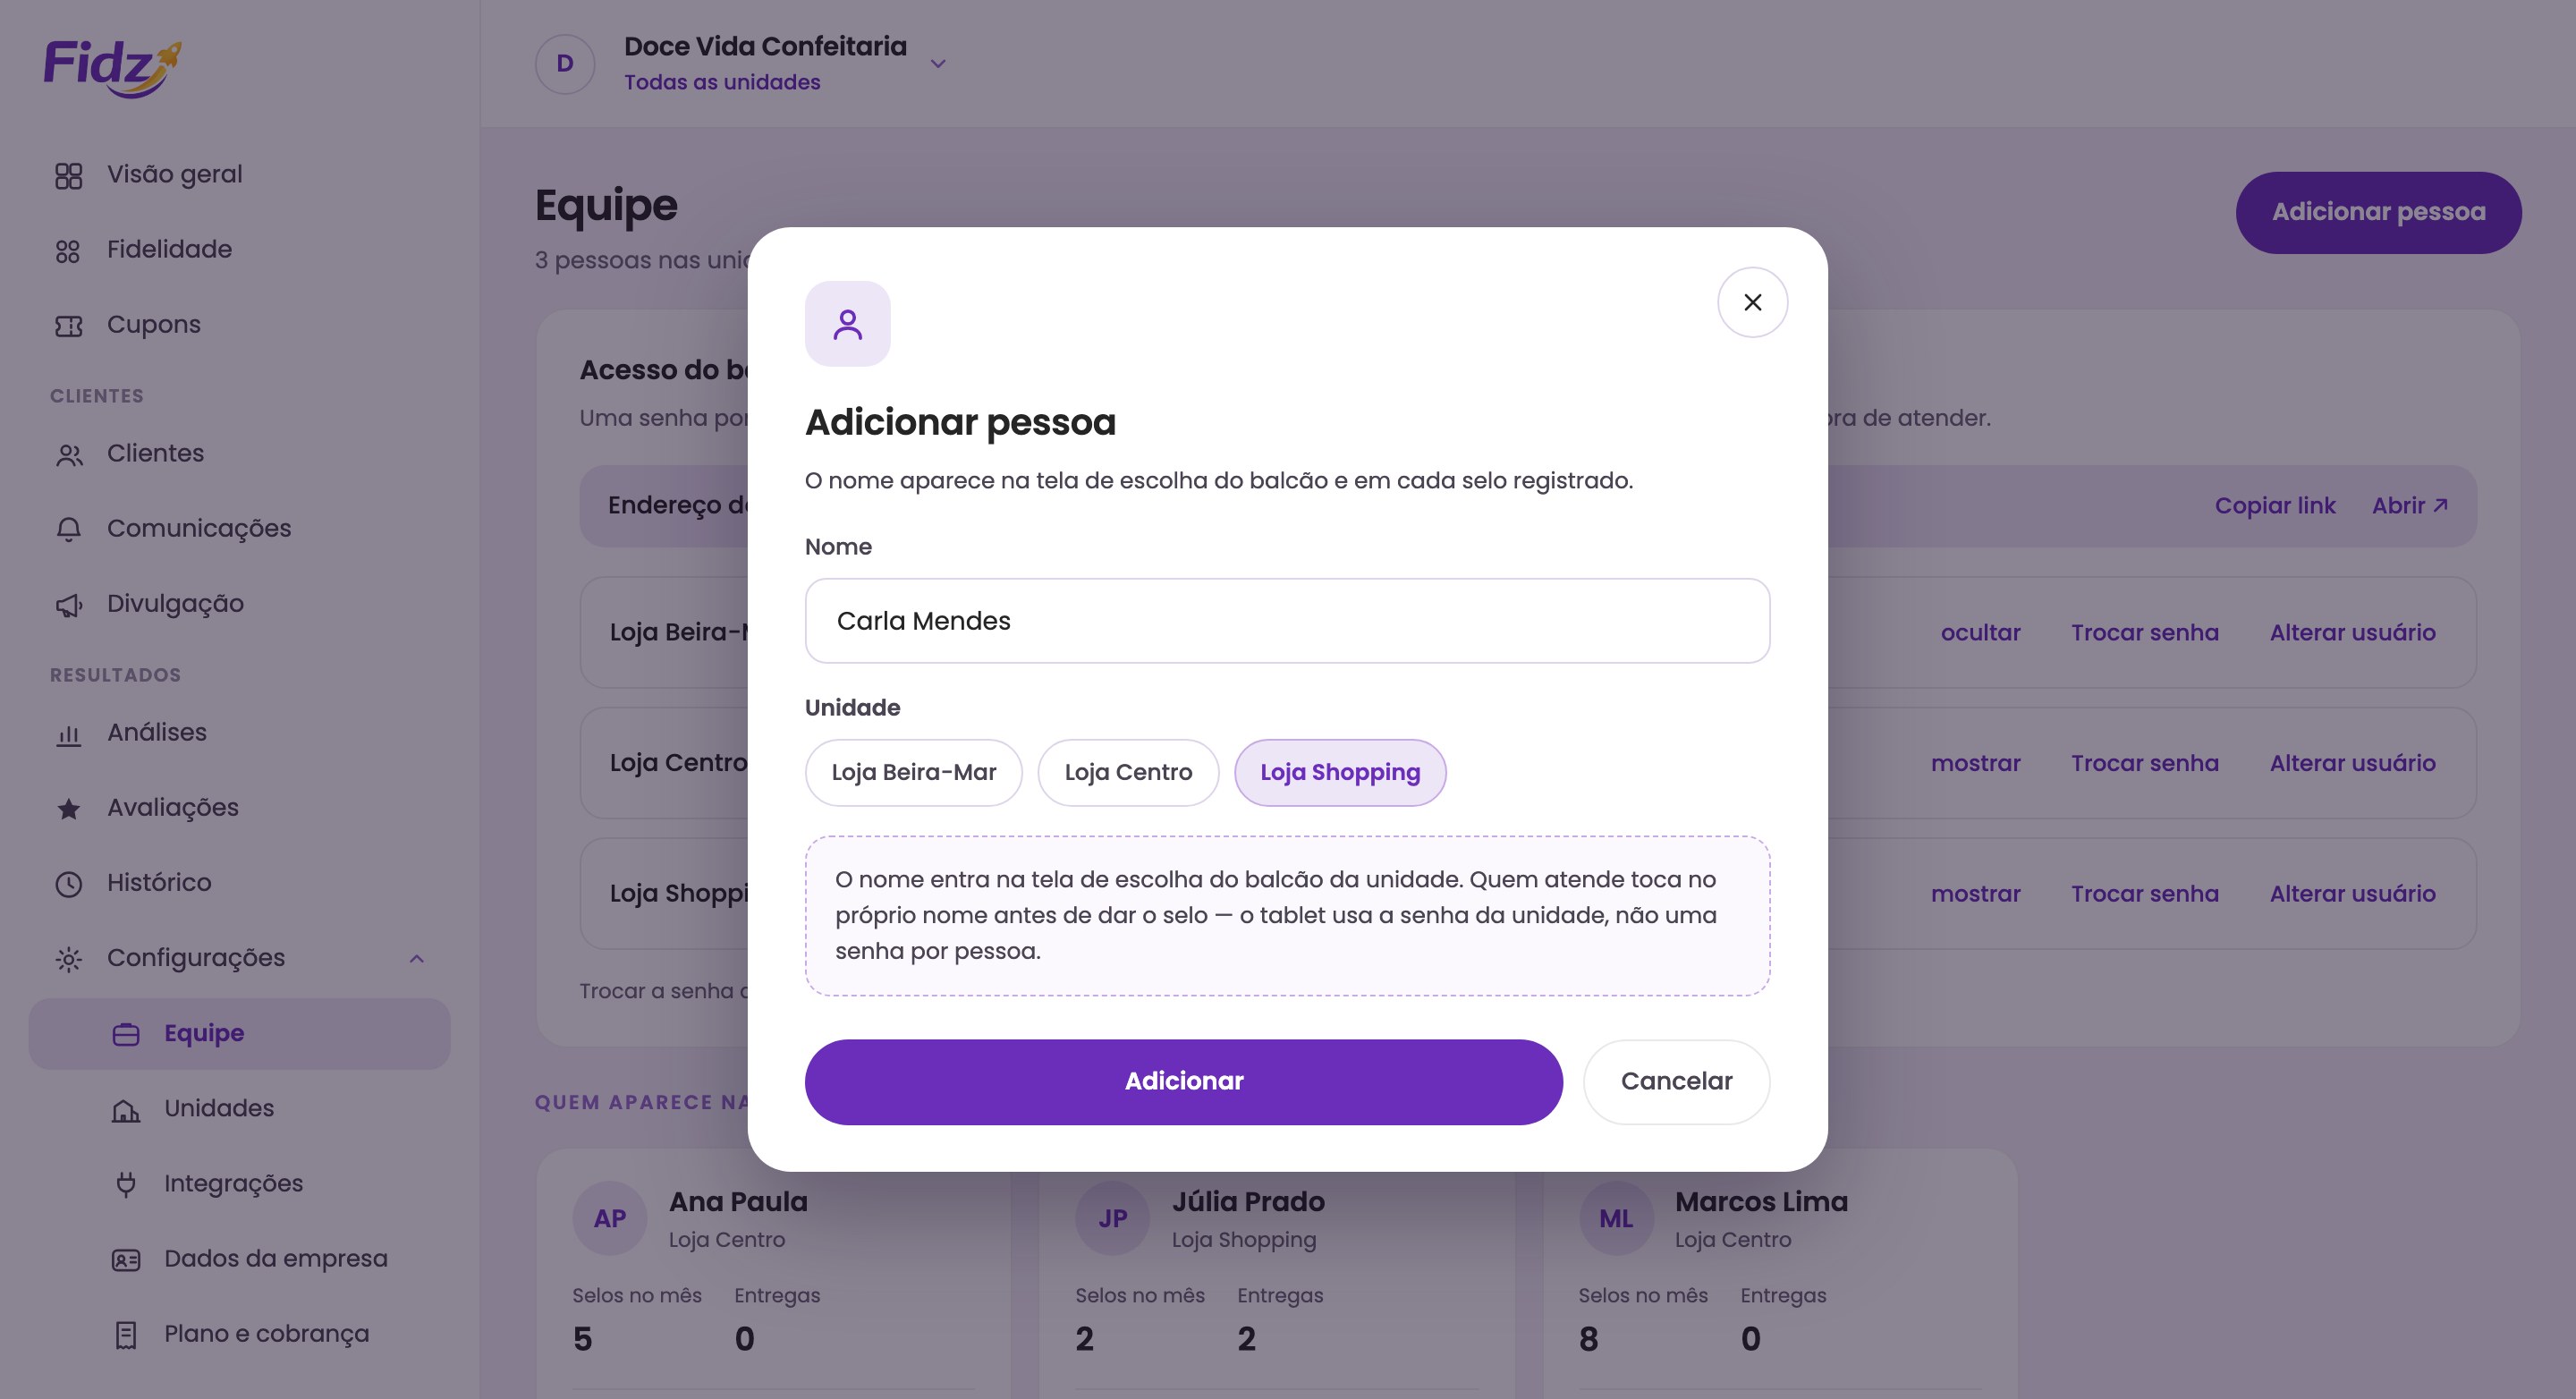 Fidz
Visão geral
Fidelidade
Cupons
CLIENTES
Clientes
Comunicações
Divulgação
RESULTADOS
Análises
Avaliações
Histórico
Configurações
Equipe
Unidades
Integrações
Dados da empresa
Plano e cobrança
D
Doce Vida Confeitaria
Todas as unidades
Equipe
3 pessoas nas
Adicionar pessoa
Acesso do
Uma senha por
de atender.
Endereço
Copiar link
Abrir
Loja
ocultar
Trocar senha
Alterar usuário
Loja Centro
mostrar
Trocar senha
Alterar usuário
Loja
mostrar
Trocar senha
Alterar usuário
Trocar a senha
QUEM APARECE
Adicionar pessoa
O nome aparece na tela de escolha do balcão e em cada selo registrado.
Nome
Carla Mendes
Unidade
Loja Beira-Mar
Loja Centro
Loja Shopping
O nome entra na tela de escolha do balcão da unidade. Quem atende toca no
próprio nome antes de dar o selo — o tablet usa a senha da unidade, não uma
senha por pessoa.
Adicionar
Cancelar
AP
Ana Paula
Loja Centro
Selos no mês
Entregas
5
0
JP
Júlia Prado
Loja Shopping
Selos no mês
Entregas
2
2
ML
Marcos Lima
Loja Centro
Selos no mês
Entregas
8
0